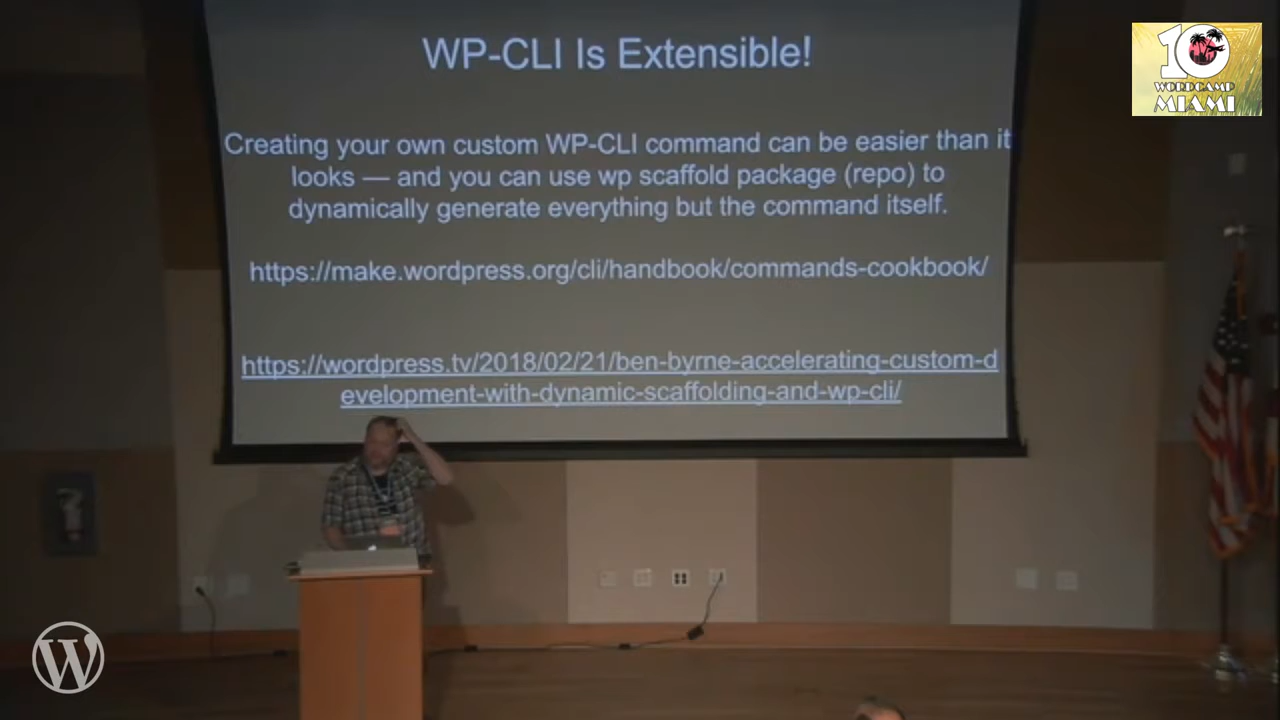 WP-CLI Is Extensible!
10
WORDCAMP
MIAMI
Creating your own custom WP-CLI command can be easier than it
looks — and you can use wp scaffold package (repo) to
dynamically generate everything but the command itself.
https://make.wordpress.org/cli/handbook/commands-cookbook/
https://wordpress.tv/2018/02/21/ben-byrne-accelerating-custom-d
evelopment-with-dynamic-scaffolding-and-wp-cli/
W